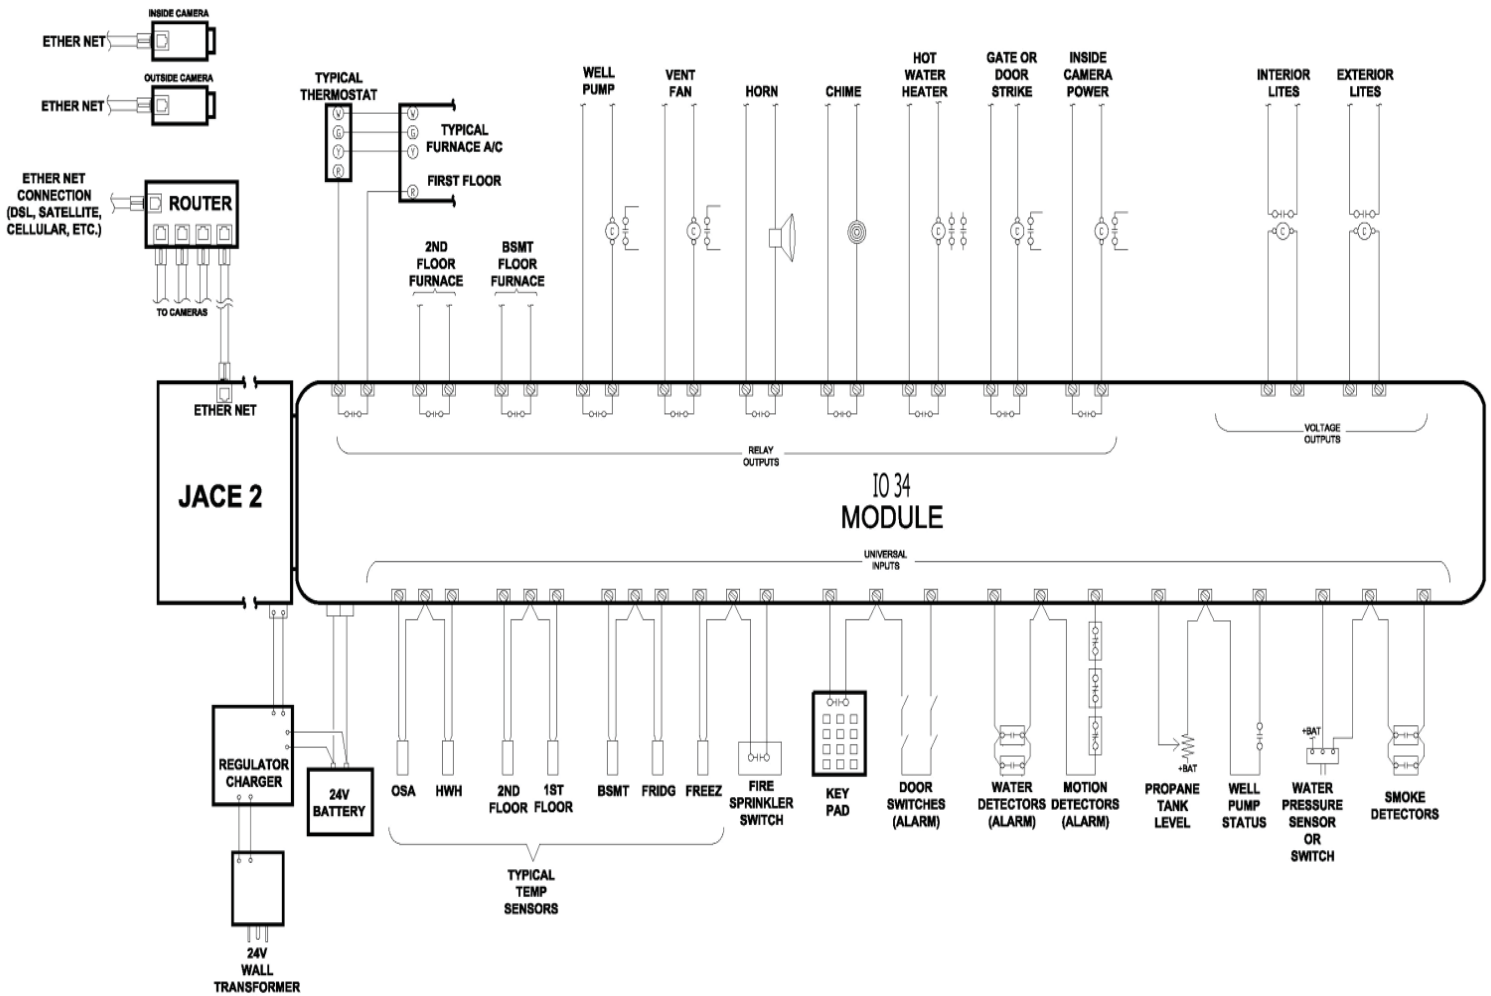 INSIDE CAMERA
ETHER NET
OUTSIDE CAMERA
ETHER NET
ETHER NET
CONNECTION
(DSL, SATELLITE,
CELLULAR, ETC.)
ROUTER
TO CAMERAS
TYPICAL
THERMOSTAT
W
G
Y
R
W
G
Y
R
TYPICAL
FURNACE A/C
FIRST FLOOR
2ND
FLOOR
FURNACE
BSMT
FLOOR
FURNACE
WELL
PUMP
C
VENT
FAN
C
HORN
CHIME
HOT
WATER
HEATER
C
GATE OR
DOOR
STRIKE
C
INSIDE
CAMERA
POWER
C
INTERIOR
LITES
C
EXTERIOR
LITES
C
ETHER NET
JACE 2
RELAY
OUTPUTS
VOLTAGE
OUTPUTS
IO 34
MODULE
UNIVERSAL
INPUTS
REGULATOR
CHARGER
24V
BATTERY
24V
WALL
TRANSFORMER
OSA
HWH
2ND
FLOOR
1ST
FLOOR
BSMT
FRIDG
FREEZ
TYPICAL
TEMP
SENSORS
FIRE
SPRINKLER
SWITCH
KEY
PAD
DOOR
SWITCHES
(ALARM)
WATER
DETECTORS
(ALARM)
MOTION
DETECTORS
(ALARM)
+BAT
PROPANE
TANK
LEVEL
WELL
PUMP
STATUS
+BAT
WATER
PRESSURE
SENSOR
OR
SWITCH
SMOKE
DETECTORS